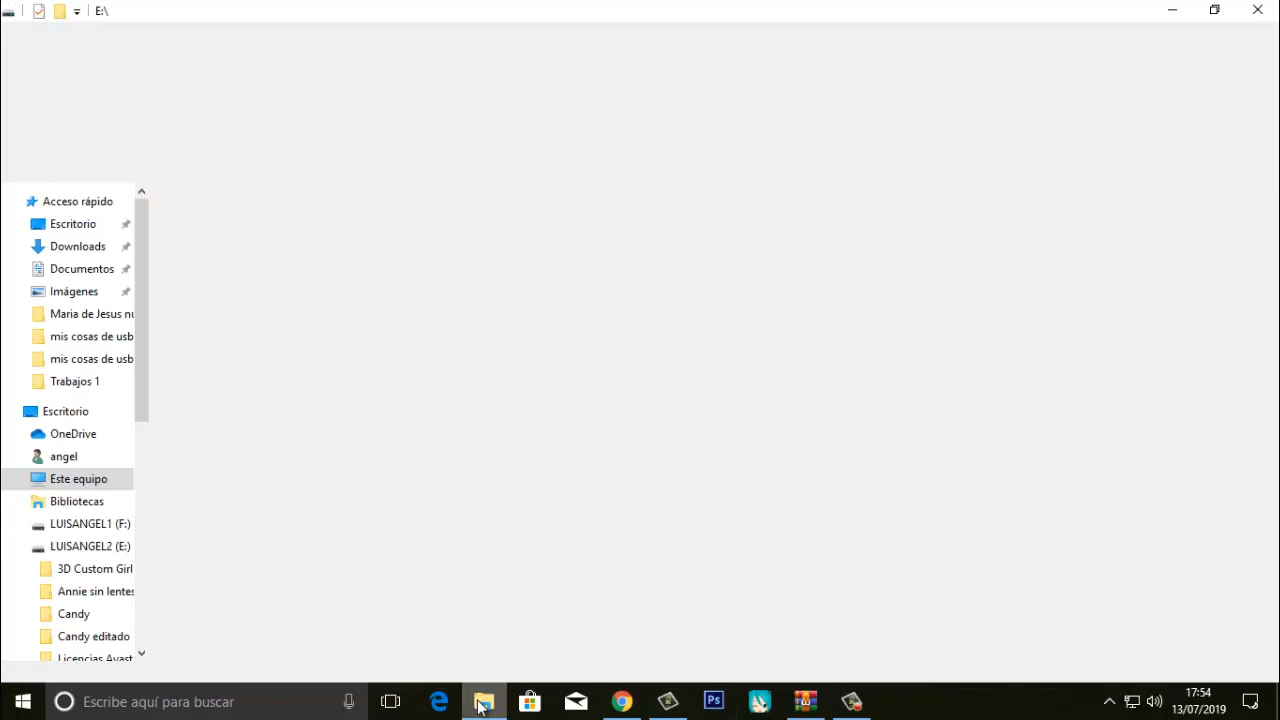 E:\
Acceso rápido
Escritorio
Downloads
Documentos
Imágenes
Maria de Jesus nu
mis cosas de usb
mis cosas de usb
Trabajos 1
Escritorio
OneDrive
angel
Este equipo
Bibliotecas
LUISANGEL1 (F:)
LUISANGEL2 (E:)
3D Custom Girl
Annie sin lentes
Candy
Candy editado
Licencias Avast
Escribe aquí para buscar
Ps
17:54
13/07/2019